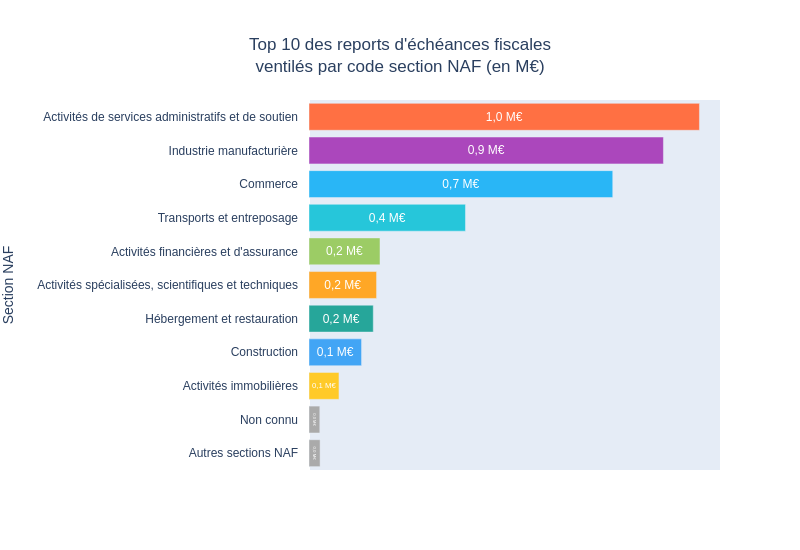 Top 10 des reports d'échéances fiscales
ventilés par code section NAF (en M€)
Section NAF
Activités de services administratifs et de soutien 1,0 M€
Industrie manufacturière 0,9 M€
Commerce 0,7 M€
Transports et entreposage 0,4 M€
Activités financières et d'assurance 0,2 M€
Activités spécialisées, scientifiques et techniques 0,2 M€
Hébergement et restauration 0,2 M€
Construction 0,1 M€
Activités immobilières 0,1 M€
Non connu
Autres sections NAF